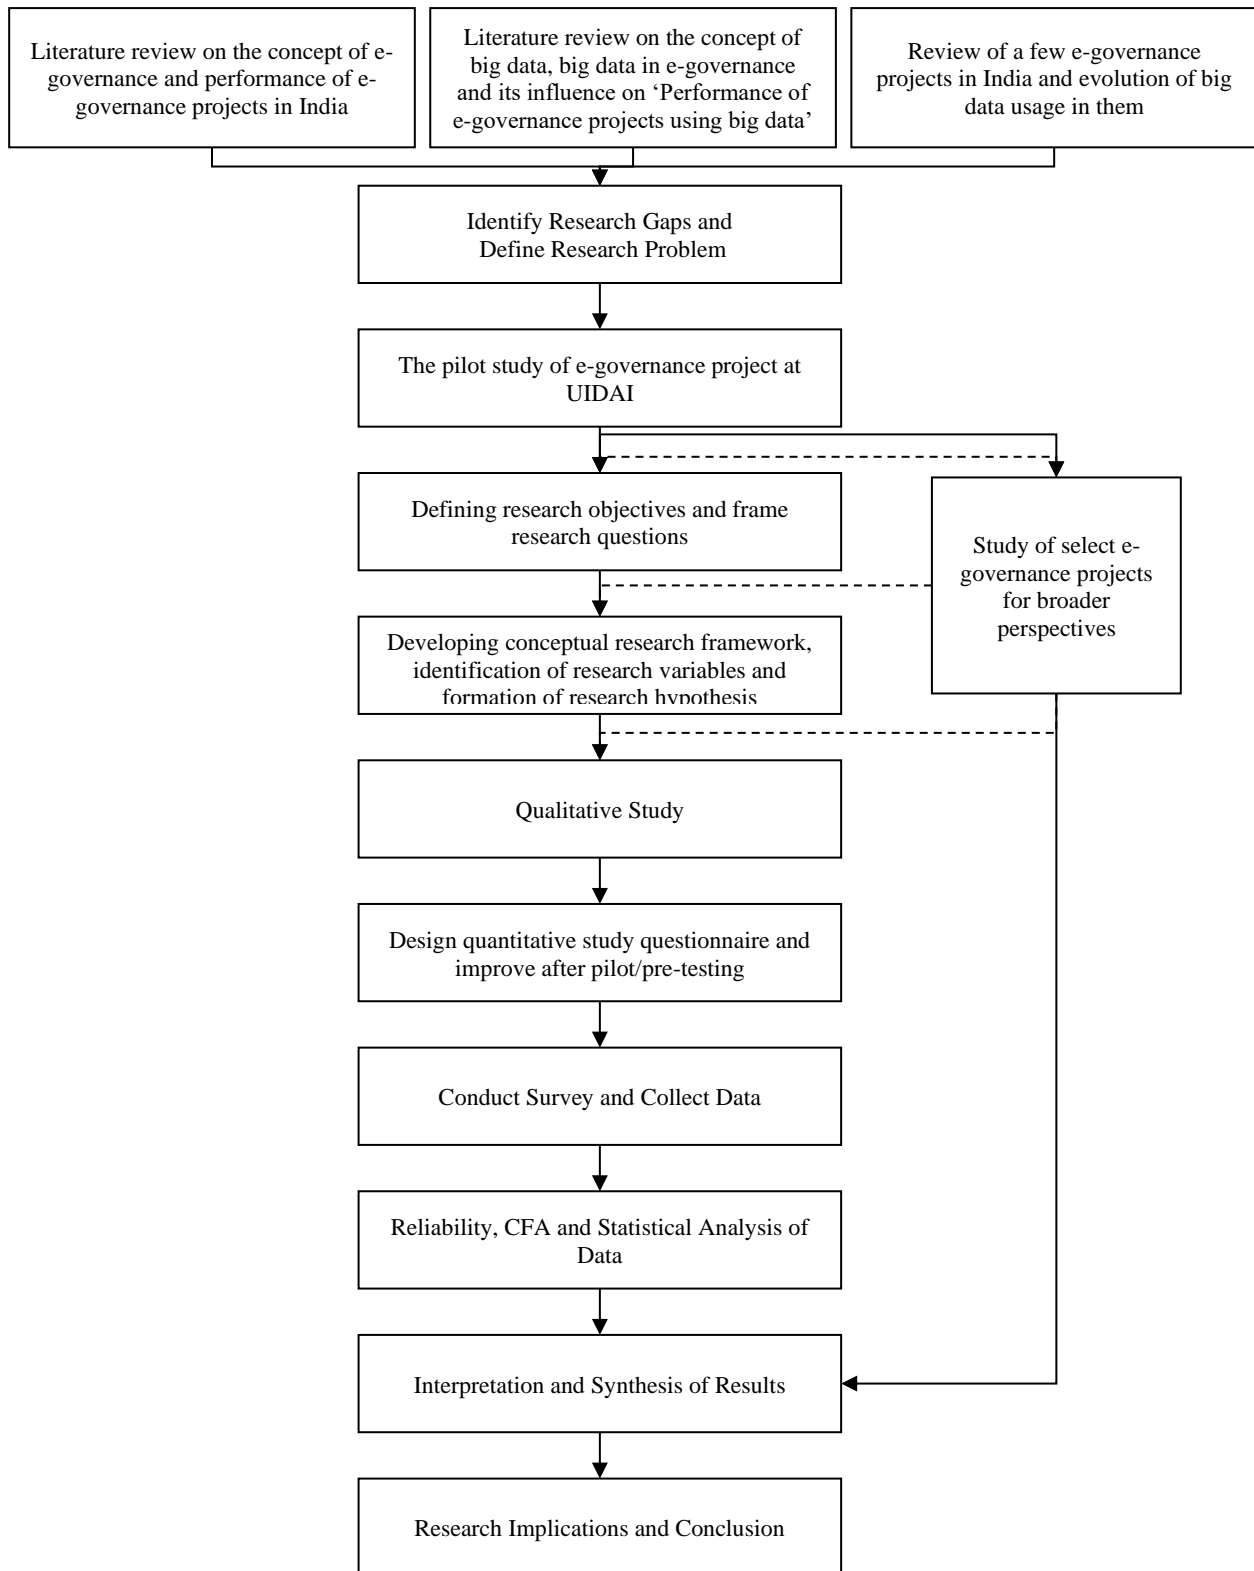 Literature review on the concept of e-
governance and performance of e-
governance projects in India
Literature review on the concept of
big data, big data in e-governance
and its influence on ‘Performance of
e-governance projects using big data’
Review of a few e-governance
projects in India and evolution of big
data usage in them
Identify Research Gaps and
Define Research Problem
The pilot study of e-governance project at
UIDAI
Defining research objectives and frame
research questions
Study of select e-
governance projects
for broader
perspectives
Developing conceptual research framework,
identification of research variables and
formation of research hypothesis
Qualitative Study
Design quantitative study questionnaire and
improve after pilot/pre-testing
Conduct Survey and Collect Data
Reliability, CFA and Statistical Analysis of
Data
Interpretation and Synthesis of Results
Research Implications and Conclusion